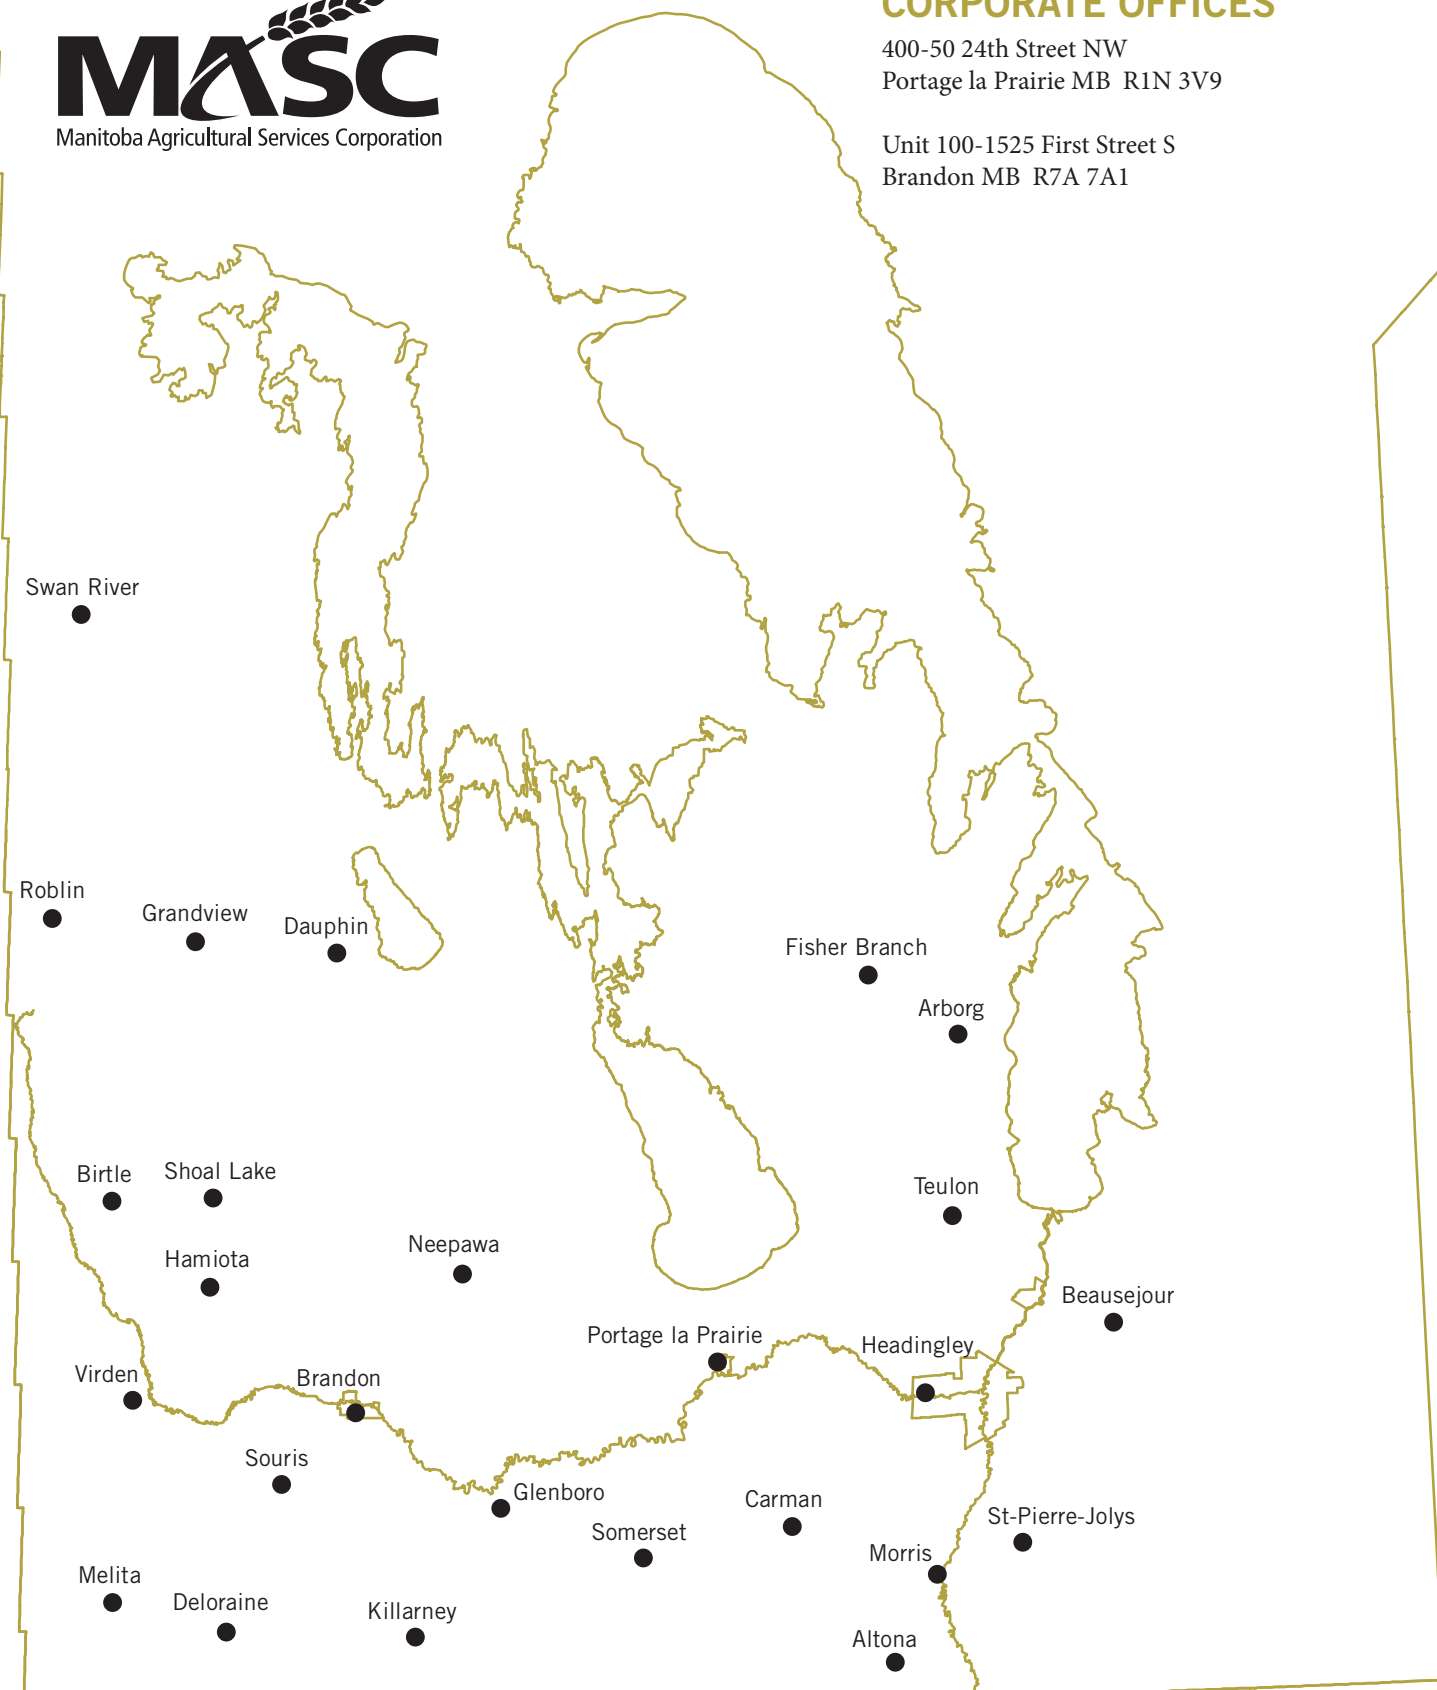 MASC
Manitoba Agricultural Services Corporation
CORPORATE OFFICES
400-50 24th Street NW
Portage la Prairie MB R1N 3V9
Unit 100-1525 First Street S
Brandon MB R7A 7A1
Swan River
Roblin
Grandview
Dauphin
Fisher Branch
Arborg
Birtle
Shoal Lake
Teulon
Neepawa
Hamiota
Beausejour
Portage la Prairie
Headingley
Virden
Brandon
Souris
Glenboro
Carman
St-Pierre-Jolys
Somerset
Morris
Melita
Deloraine
Killarney
Altona